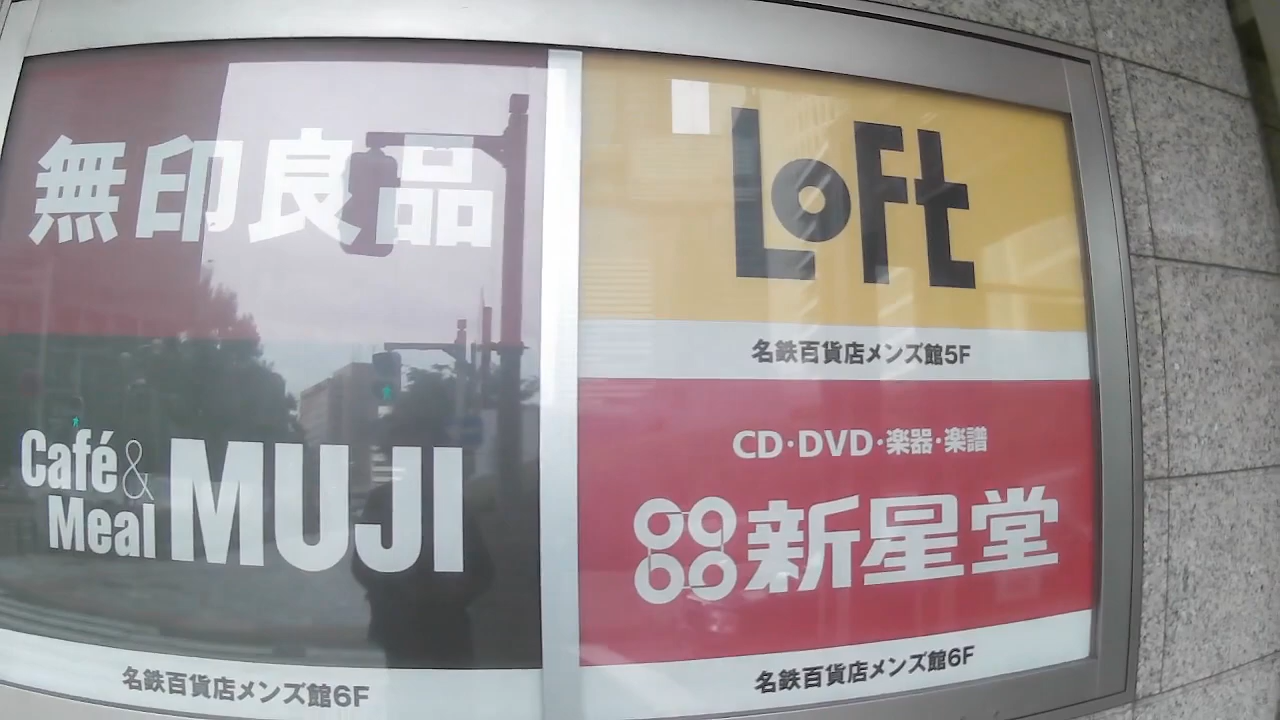 無印良品
Café &
Meal MUJI
名鉄百貨店メンズ館6F
LoFt
名鉄百貨店メンズ館5F
CD・DVD・楽器・楽譜
新星堂
名鉄百貨店メンズ館6F